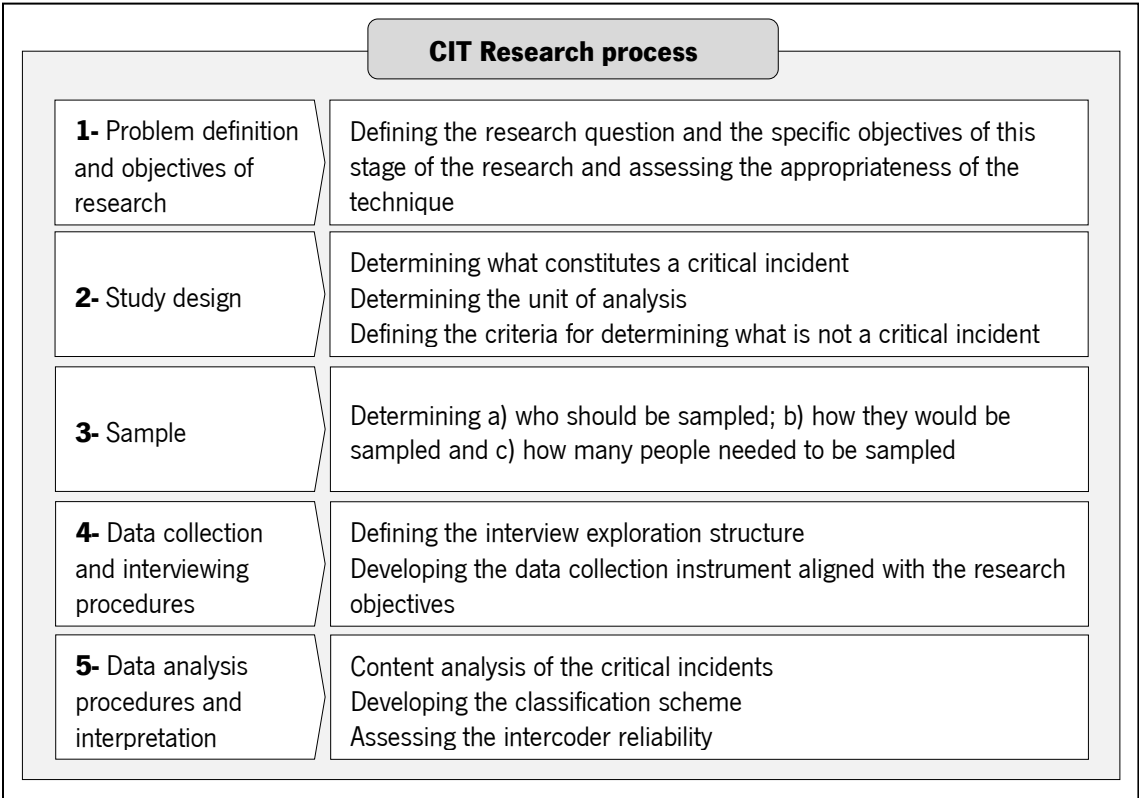 CIT Research process
1- Problem definition
and objectives of
research
Defining the research question and the specific objectives of this
stage of the research and assessing the appropriateness of the
technique
2- Study design
Determining what constitutes a critical incident
Determining the unit of analysis
Defining the criteria for determining what is not a critical incident
3- Sample
Determining a) who should be sampled; b) how they would be
sampled and c) how many people needed to be sampled
4- Data collection
and interviewing
procedures
Defining the interview exploration structure
Developing the data collection instrument aligned with the research
objectives
5- Data analysis
procedures and
interpretation
Content analysis of the critical incidents
Developing the classification scheme
Assessing the intercoder reliability